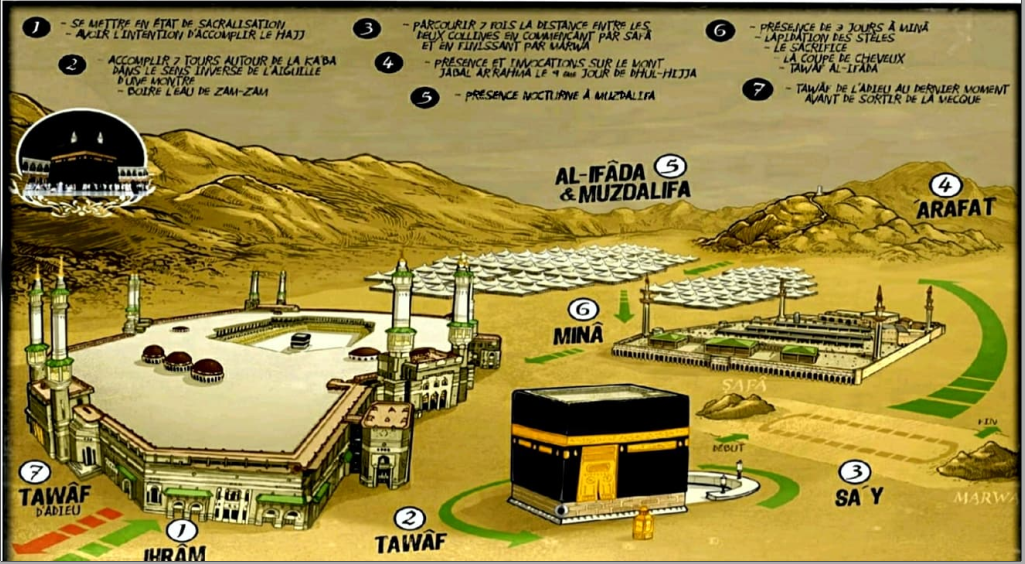 1 - SE METTRE EN ÉTAT DE SACRALISATION
- AVOIR L'INTENTION D'ACCOMPLIR LE HAJJ
2 - ACCOMPLIR 7 TOURS AUTOUR DE LA KA'BA
DANS LE SENS INVERSE DE L'AIGUILLE
D'UNE MONTRE
- BOIRE L'EAU DE ZAM-ZAM
3 - PARCOURIR 7 FOIS LA DISTANCE ENTRE LES
DEUX COLLINES EN COMMENÇANT PAR SAFÂ
ET EN FINISSANT PAR MARWA
4 - PRÉSENCE ET INVOCATIONS SUR LE MONT
JABAL ARRAHMA LE 9 ÈME JOUR DE DHUL-HIJJA
5 - PRÉSENCE NOCTURNE À MUZDALIFA
6 - PRÉSENCE DE 3 JOURS À MINÂ
- LAPIDATION DES STÈLES
- LE SACRIFICE
- LA COUPE DE CHEVEUX
- TAWÂF AL-IFÂDA
7 - TAWÂF DE L'ADIEU AU DERNIER MOMENT
AVANT DE SORTIR DE LA MECQUE
AL-IFÂDA 5
& MUZDALIFA
4
'ARAFAT
6
MINÂ
SAFÂ
DÉBUT
FIN
MARWA
3
SA'Y
7
TAWÂF
D'ADIEU
1
IHRÂM
2
TAWÂF